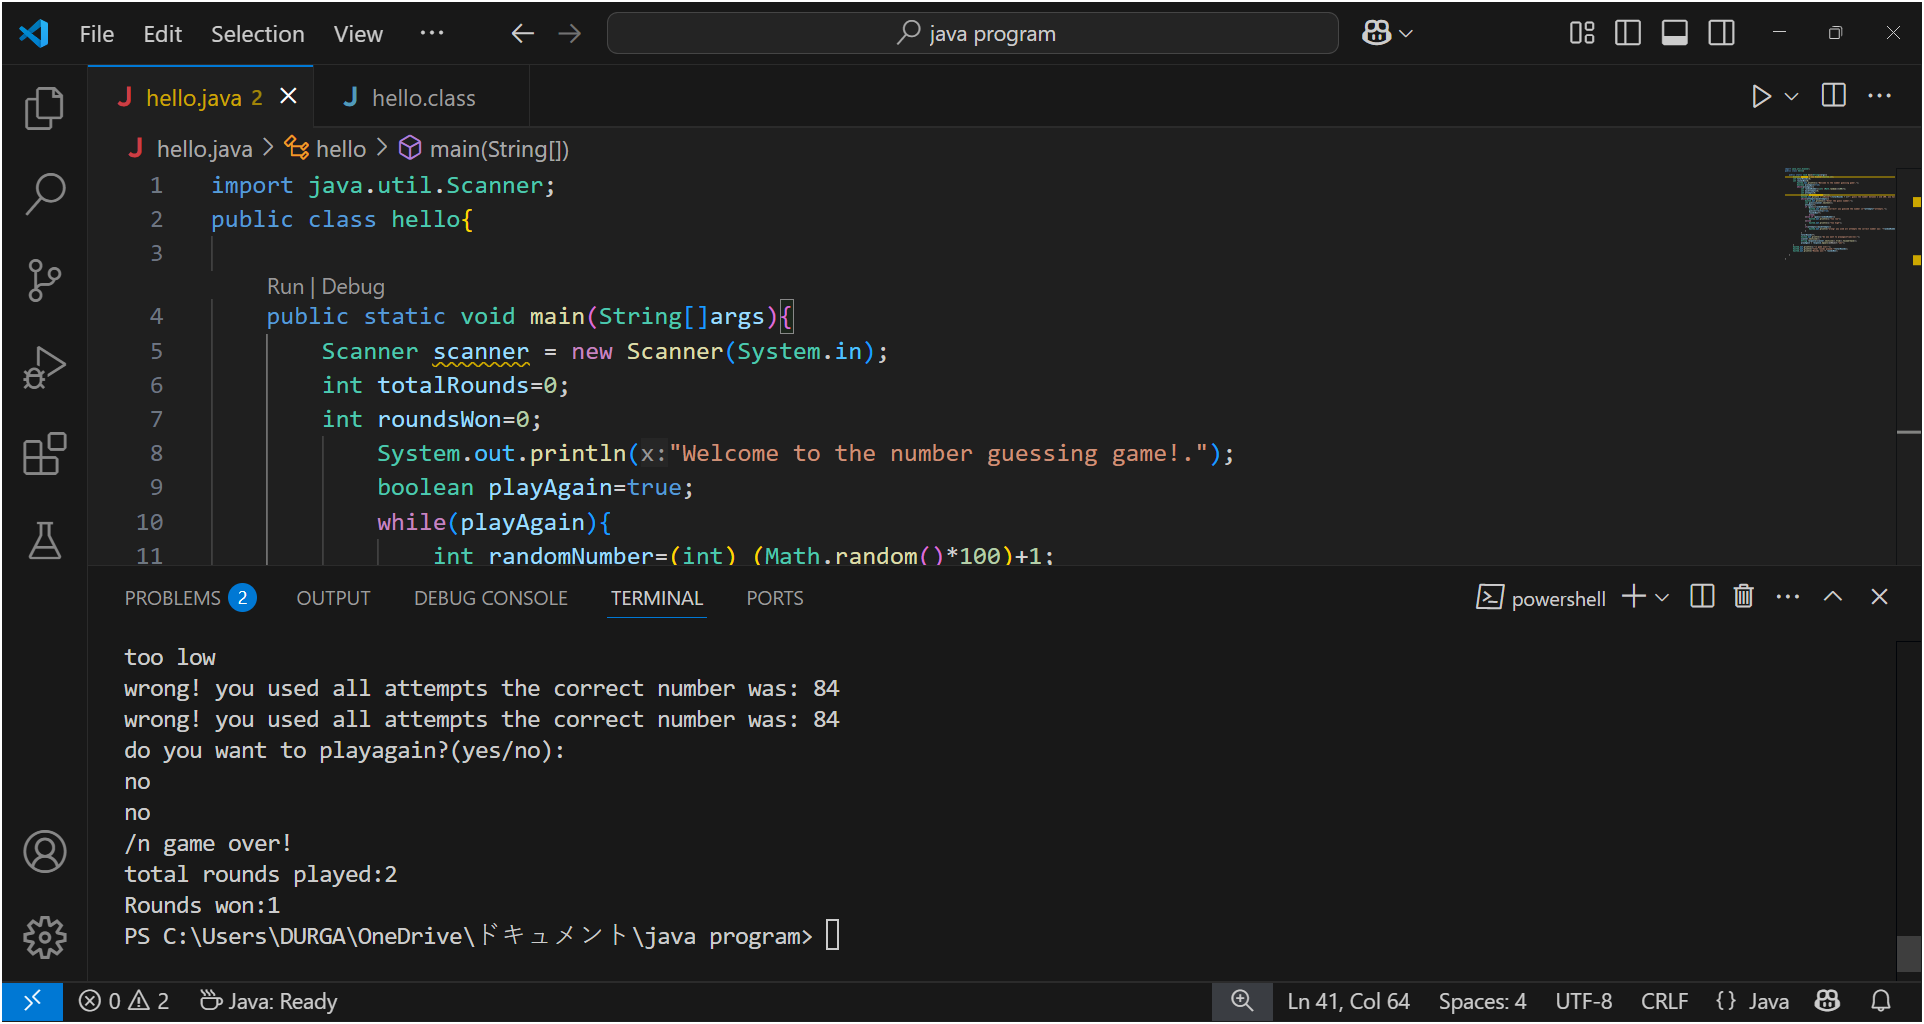 File Edit Selection View ··· java program
hello.java 2 hello.class
hello.java > hello > main(String[])
1 import java.util.Scanner;
2 public class hello{
3
Run | Debug
4 public static void main(String[]args){
5 Scanner scanner = new Scanner(System.in);
6 int totalRounds=0;
7 int roundsWon=0;
8 System.out.println(x:"Welcome to the number guessing game!.");
9 boolean playAgain=true;
10 while(playAgain){
11 int randomNumber=(int) (Math.random()*100)+1;
PROBLEMS 2 OUTPUT DEBUG CONSOLE TERMINAL PORTS powershell
too low
wrong! you used all attempts the correct number was: 84
wrong! you used all attempts the correct number was: 84
do you want to playagain?(yes/no):
no
no
/n game over!
total rounds played:2
Rounds won:1
PS C:\Users\DURGA\OneDrive\ドキュメント\java program>
0 2 Java: Ready Ln 41, Col 64 Spaces: 4 UTF-8 CRLF {} Java